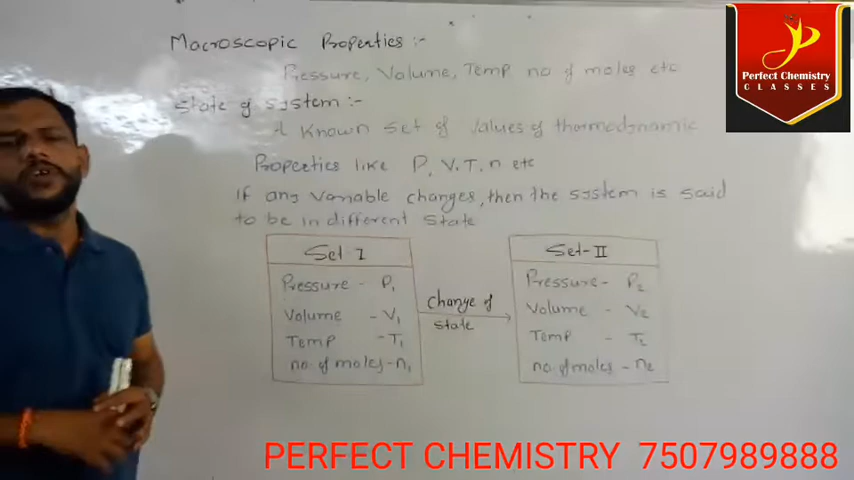 Macroscopic Properties :-
Pressure, Volume, Temp no of moles etc
State of system :-
A Known set of values of thermodynamic
Properties like P, V, T, n etc
If any variable changes, then the system is said
to be in different state
Set-I
Pressure - P₁
Volume - V₁
Temp - T₁
no. of moles - n₁
change of
state
Set-II
Pressure - P₂
Volume - V₂
Temp - T₂
no. of moles - n₂
Perfect Chemistry
CLASSES
PERFECT CHEMISTRY 7507989888